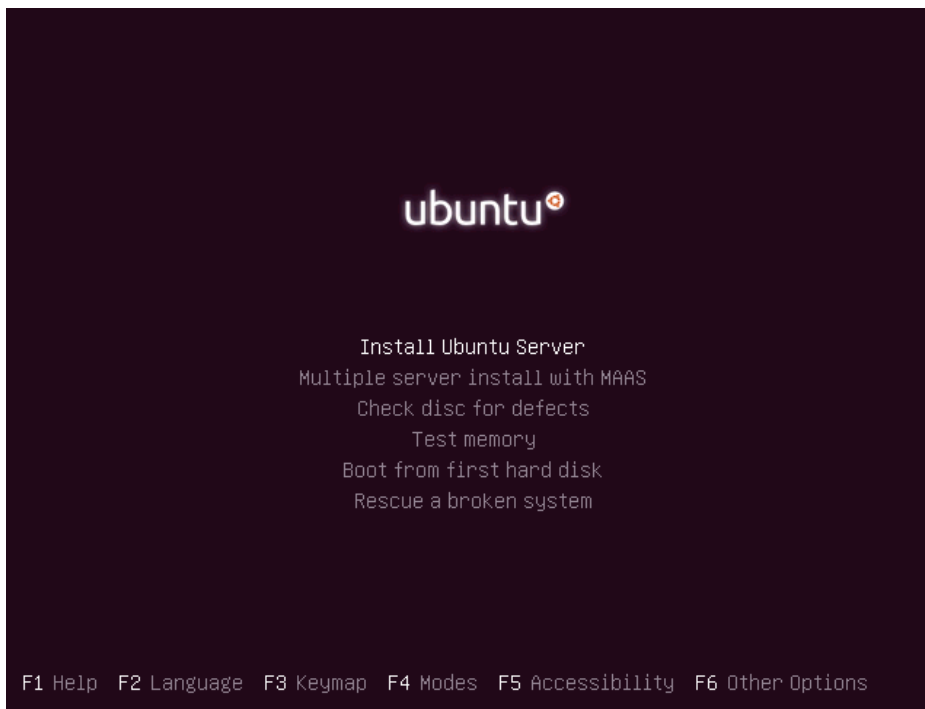 ubuntu
Install Ubuntu Server
Multiple server install with MAAS
Check disc for defects
Test memory
Boot from first hard disk
Rescue a broken system
F1 Help F2 Language F3 Keymap F4 Modes F5 Accessibility F6 Other Options